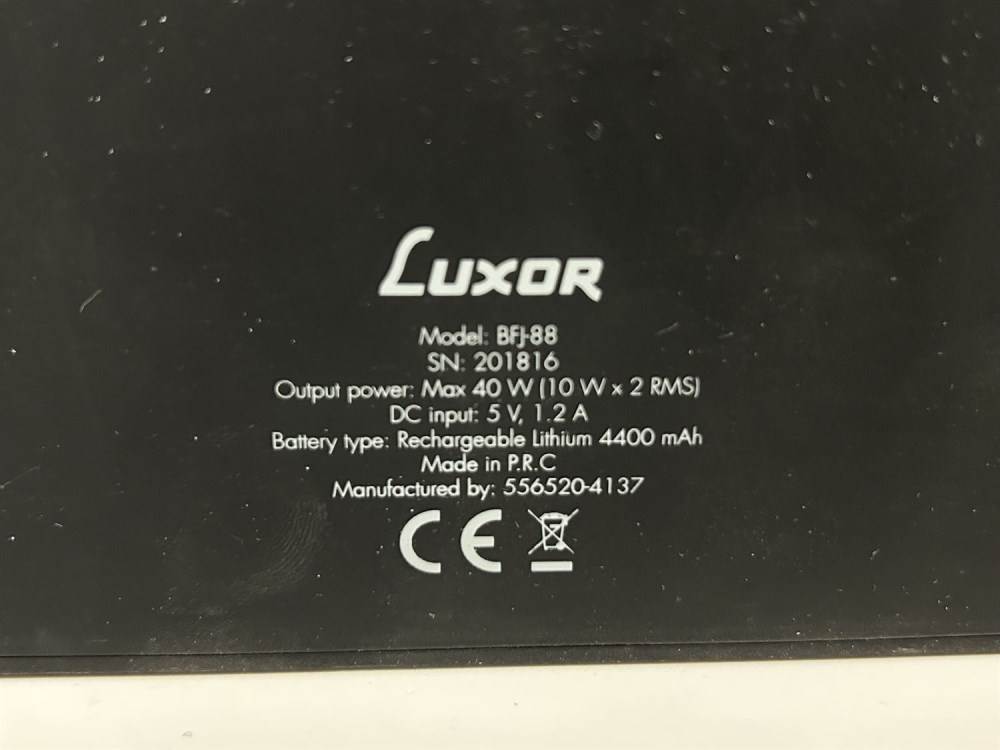 LUXOR
Model: BFJ-88
SN: 201816
Output power: Max 40 W (10 W x 2 RMS)
DC input: 5 V, 1.2 A
Battery type: Rechargeable Lithium 4400 mAh
Made in P.R.C
Manufactured by: 556520-4137
CE